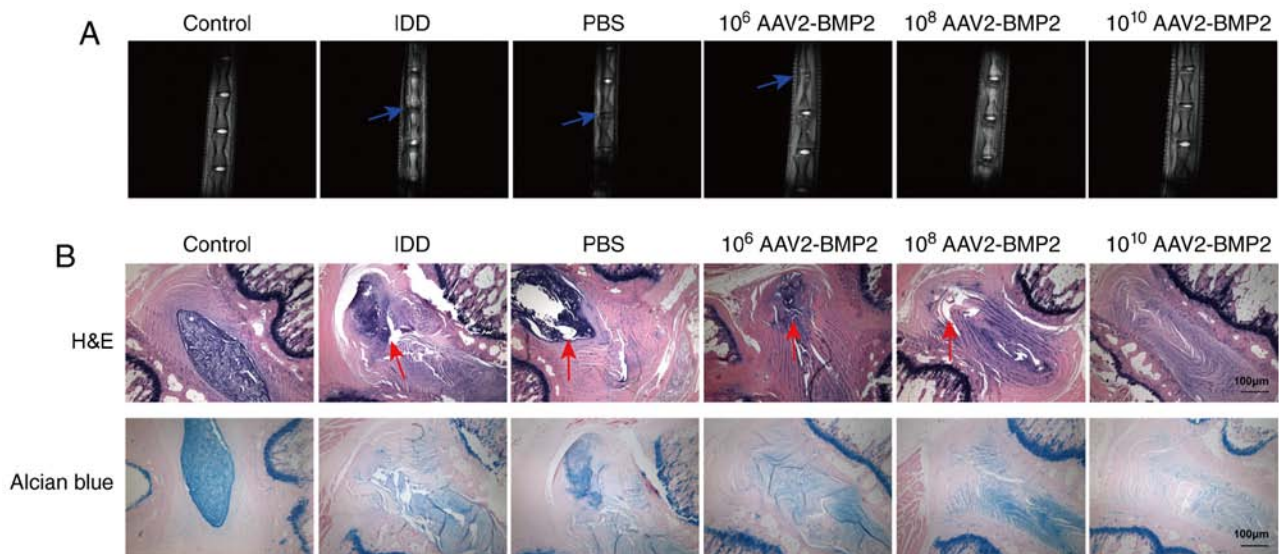 A
Control IDD PBS 10⁶ AAV2-BMP2 10⁸ AAV2-BMP2 10¹⁰ AAV2-BMP2
B
Control IDD PBS 10⁶ AAV2-BMP2 10⁸ AAV2-BMP2 10¹⁰ AAV2-BMP2
H&E
100μm
Alcian blue
100μm